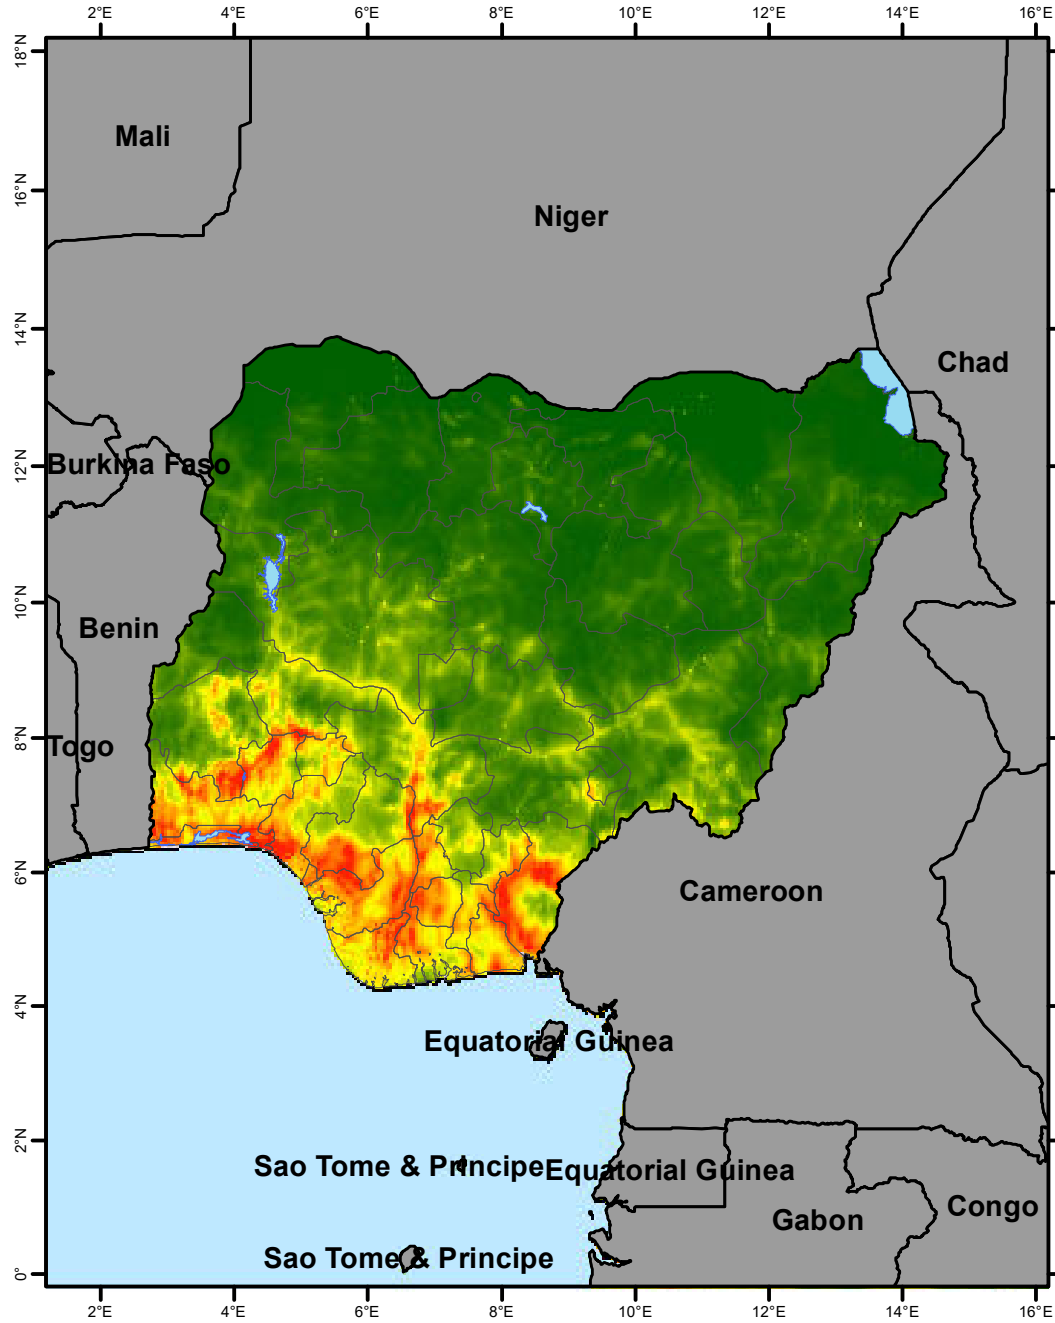 2°E 4°E 6°E 8°E 10°E 12°E 14°E 16°E
18°N
Mali
16°N
Niger
14°N
Chad
12°N
Burkina Faso
10°N
Benin
8°N
Togo
6°N
Cameroon
4°N
Equatorial Guinea
2°N
Sao Tome & Principe
Equatorial Guinea
Congo
Gabon
Sao Tome & Principe
0°
2°E 4°E 6°E 8°E 10°E 12°E 14°E 16°E